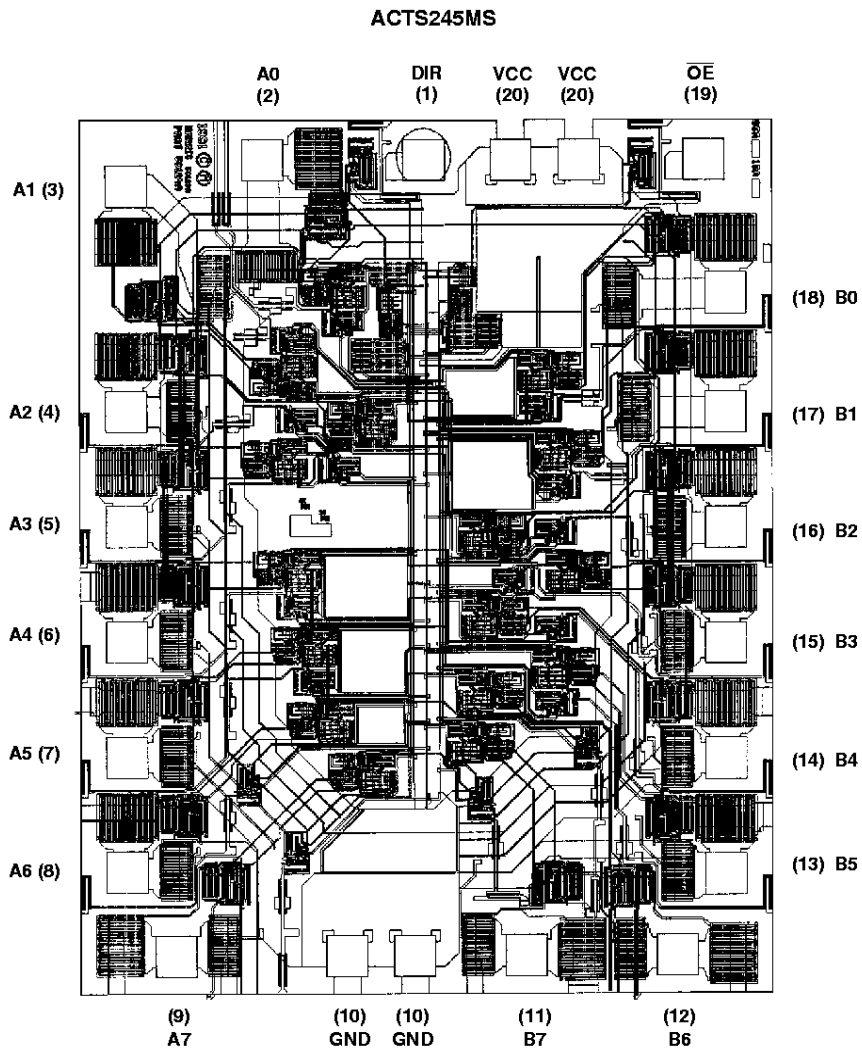 ACTS245MS
A0 DIR VCC VCC OE
(2) (1) (20) (20) (19)
A1 (3)
(18) B0
A2 (4) (17) B1
A3 (5) (16) B2
A4 (6) (15) B3
A5 (7) (14) B4
A6 (8) (13) B5
(9) (10) (10) (11) (12)
A7 GND GND B7 B6